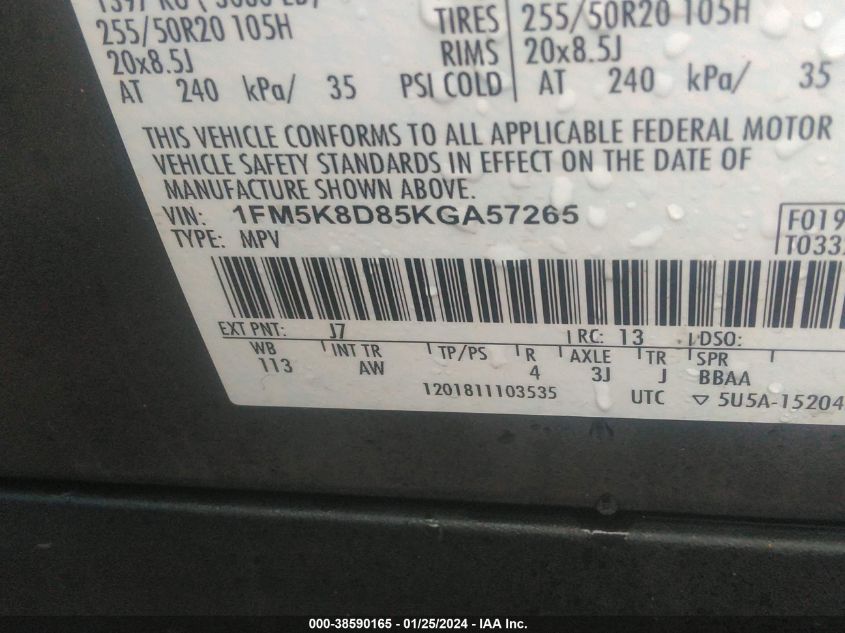 255/50R20 105H TIRES 255/50R20 105H
20x8.5J RIMS 20x8.5J
AT 240 kPa/ 35 PSI COLD AT 240 kPa/ 35
THIS VEHICLE CONFORMS TO ALL APPLICABLE FEDERAL MOTOR
VEHICLE SAFETY STANDARDS IN EFFECT ON THE DATE OF
MANUFACTURE SHOWN ABOVE.
VIN: 1FM5K8D85KGA57265 F019
TYPE: MPV T033
EXT PNT: J7 RC: 13 DSO:
WB INT TR TP/PS R AXLE TR SPR
113 AW 4 3J J BBAA
1201811103535 UTC ▽ 5U5A-15204
000-38590165 - 01/25/2024 - IAA Inc.